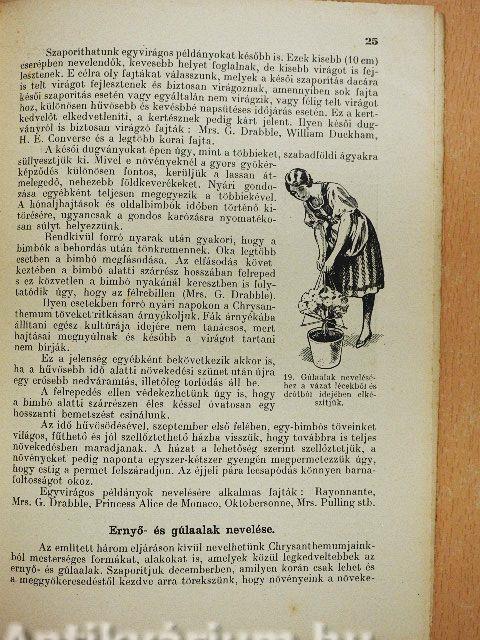 25
Szaporíthatunk egyvirágos példányokat később is. Ezek kisebb (10 cm)
cserépben nevelendők, kevesebb helyet foglalnak, de kisebb virágot is fej-
lesztenek. E célra oly fajtákat válasszunk, melyek a késői szaporítás dacára
is telt virágot fejlesztenek és biztosan virágoznak, amennyiben sok fajta
késői szaporítás esetén vagy egyáltalán nem virágzik, vagy félig telt virágot
hoz, különösen hűvösebb és kevésbbé napsütéses időjárás esetén. Ez a kert-
kedvelőt elkedvetleníti, a kertésznek pedig kárt jelent. Ilyen késői dug-
ványról is biztosan virágzó fajták : Mrs. G. Drabble, William Duckham,
H. E. Converse és a legtöbb korai fajta.
A késői dugványokat épen úgy, mint a többieket, szabadföldi ágyakra
süllyesztjük ki. Mivel e növényeknél a gyors gyökér-
képződés különösen fontos, kerüljük a lassan át-
melegedő, nehezebb földkeverékeket. Nyári gondo-
zása egyébként teljesen megegyezik a többiekével.
A hónaljhajtások és oldalbimbók időben történő ki-
törésére, ugyancsak a gondos karózásra nyomatéko-
san súlyt helyezzünk.
Rendkívül forró nyarak után gyakori, hogy a
bimbók a behordás után tönkremennek. Oka legtöbb
esetben a bimbó megfásodása. Az elfásodás követ
keztében a bimbó alatti szárrész hosszában felreped
s ez közvetlen a bimbó nyakánál keresztben is foly-
tatódik úgy, hogy az félrebillen (Mrs. G. Drabble).
Ilyen esetekben forró nyári napokon a Chrysan-
themum töveket ritkásan árnyékoljuk. Fák árnyékába
állítani egész kultúrája idejére nem tanácsos, mert
hajtásai megnyúlnak és később a virágot tartani
nem bírják.
Ez a jelenség egyébként bekövetkezik akkor is,
ha a hűvösebb idő alatti növekedési szünet után újra
egy erősebb nedváramlás, illetőleg torlódás áll be.
A felrepedés ellen védekezhetünk úgy is, hogy
a bimbó alatti szárrészen éles késsel óvatosan egy
hosszanti bemetszést csinálunk.
19. Gúlaalak nevelésé-
hez a vázat lécekből és
drótból idejében elké-
szítjük.
Az idő hűvösödésével, szeptember első felében, egy-bimbós töveinket
világos, fűthető és jól szellőztethető házba visszük, hogy továbbra is teljes
növekedésben maradjanak. A házat a lehetőség szerint szellőztetjük, a
növényeket pedig naponta egyszer-kétszer gyengén megpermetezzük úgy,
hogy estig a permet felszáradjon. Az éjjeli pára lecsapódás könnyen barna-
foltosságot okoz.
Egyvirágos példányok nevelésére alkalmas fajták : Rayonnante,
Mrs. G. Drabble, Princess Alice de Monaco, Oktobersonne, Mrs. Pulling stb.
Ernyő- és gúlaalak nevelése.
Az említett három eljáráson kívül nevelhetünk Chrysanthemumjaink-
ból mesterséges formákat, alakokat is, amelyek közül legkedveltebbek az
ernyő- és gúlaalak. Szaporítjuk decemberben, amilyen korán csak lehet és
a meggyökeresedéstől kezdve arra törekszünk, hogy növényeink a növeke-
Antikvárium.hu